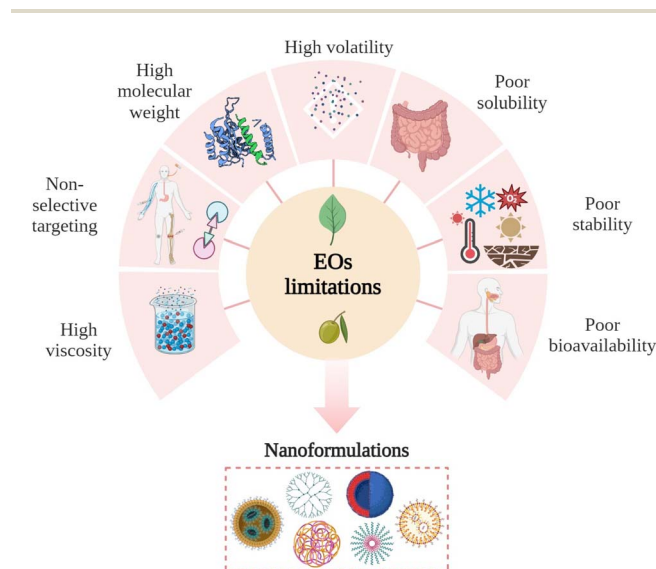 High volatility
High
molecular
weight
Poor
solubility
Non-
selective
targeting
O₂
Poor
stability
EOs
limitations
High
viscosity
Poor
bioavailability
Nanoformulations